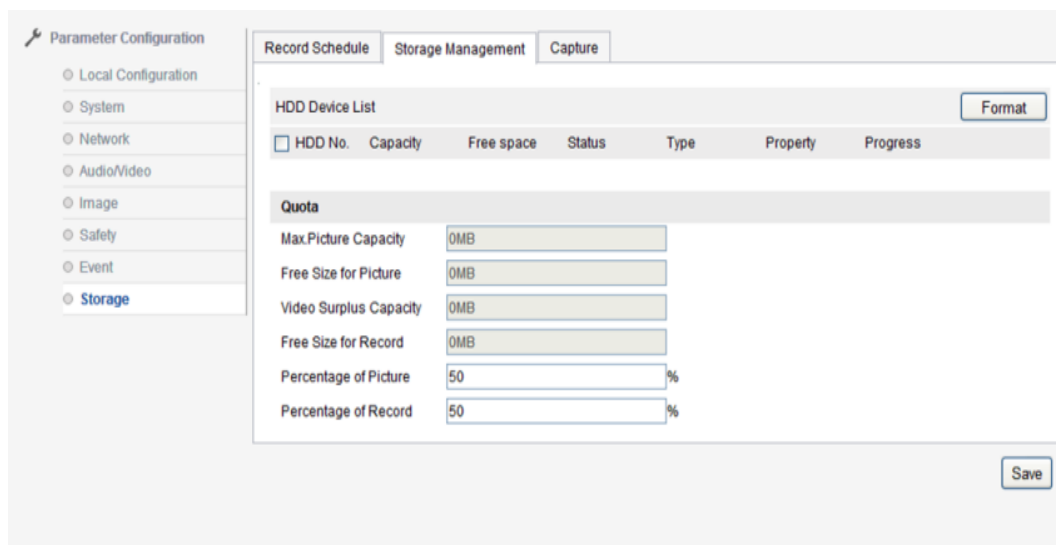 Parameter Configuration
Local Configuration
System
Network
Audio/Video
Image
Safety
Event
Storage
Record Schedule Storage Management Capture
HDD Device List Format
HDD No. Capacity Free space Status Type Property Progress
Quota
Max.Picture Capacity 0MB
Free Size for Picture 0MB
Video Surplus Capacity 0MB
Free Size for Record 0MB
Percentage of Picture 50 %
Percentage of Record 50 %
Save